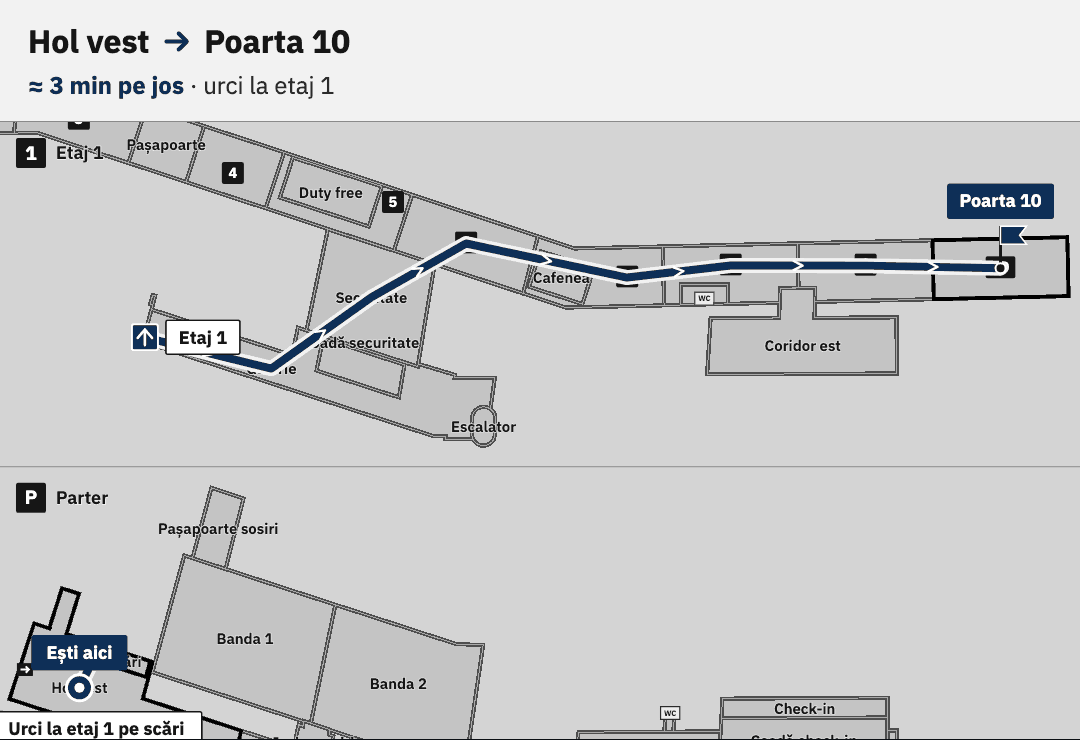 Hol vest → Poarta 10
≈ 3 min pe jos · urci la etaj 1
1 Etaj 1
Pașapoarte
4
Duty free
5
Poarta 10
Cafenea
WC
Etaj 1
Coridor est
Escalator
P Parter
Pașapoarte sosiri
Banda 1
Banda 2
Ești aici
Urci la etaj 1 pe scări
WC
Check-in